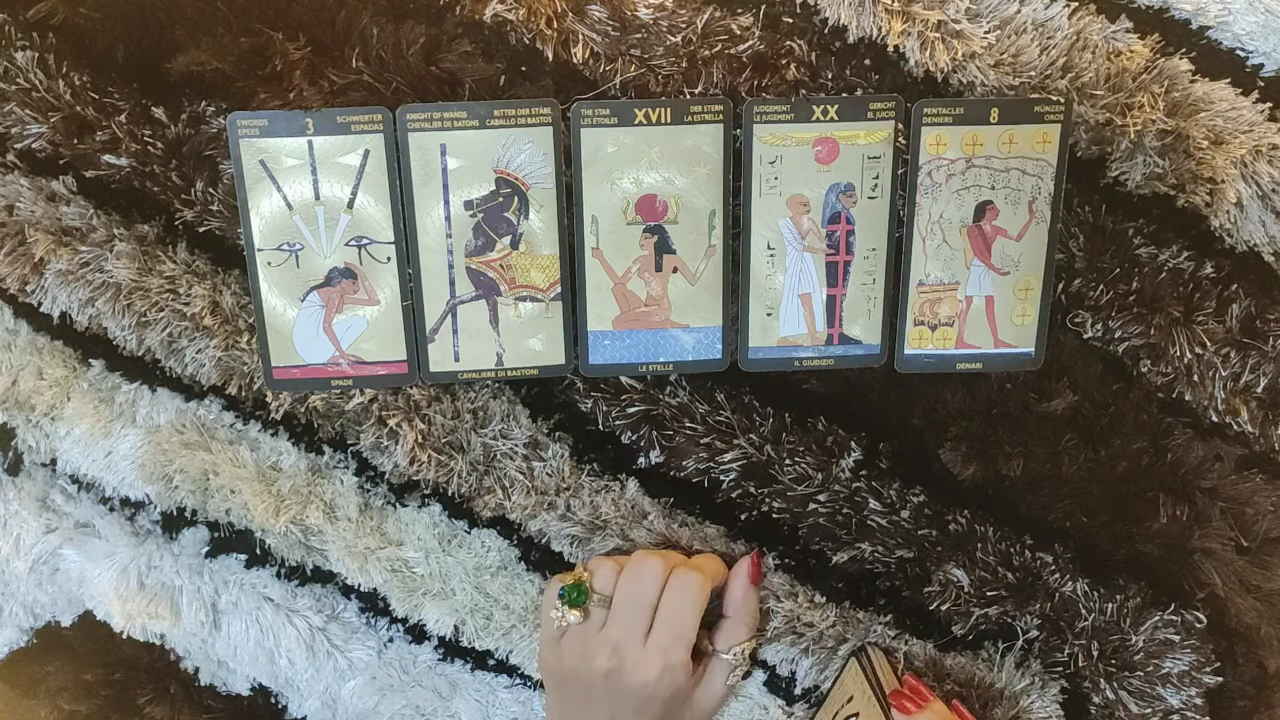 SWORDS
EPEES
3
SCHWERTER
ESPADAS
SPADE
KNIGHT OF WANDS
CHEVALIER DE BATONS
RITTER DER STÄBE
CABALLO DE BASTOS
CAVALIERE DI BASTONI
THE STAR
LES ÉTOILES
XVII
DER STERN
LA ESTRELLA
LE STELLE
JUDGEMENT
LE JUGEMENT
XX
GERICHT
EL JUICIO
IL GIUDIZIO
PENTACLES
DENIERS
8
MÜNZEN
OROS
DENARI